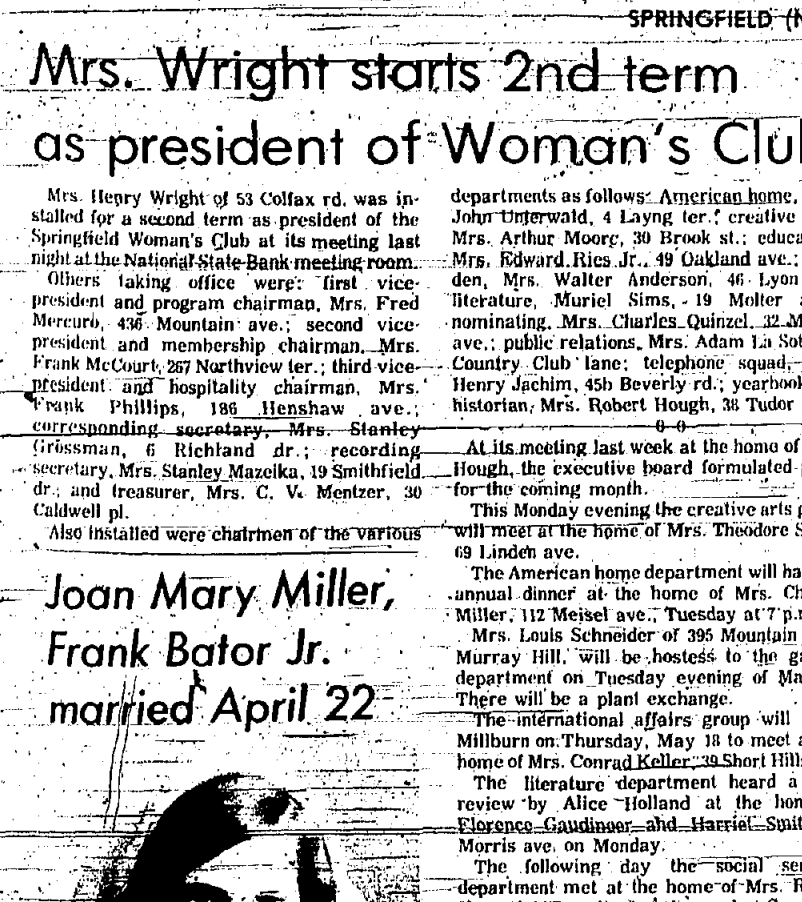 SPRINGFIELD
Mrs. Wright starts 2nd term
as president of Woman's
Mrs. Henry Wright of 53 Colfax rd. was in-
stalled for a second term as president of the
Springfield Woman's Club at its meeting last
night at the National State Bank meeting room.
Others taking office were: first vice-
president and program chairman, Mrs. Fred
Mercuro, 436 Mountain ave.; second vice-
president and membership chairman, Mrs.
Frank McCourt, 267 Northview ter.; third vice-
president and hospitality chairman, Mrs.
Frank Phillips, 186 Henshaw ave.;
corresponding secretary, Mrs. Stanley
Grossman, 6 Richland dr.; recording
secretary, Mrs. Stanley Mazeika, 19 Smithfield
dr.; and treasurer, Mrs. C. V. Mentzer, 30
Caldwell pl.
Also installed were chairmen of the various
departments as follows: American home,
John Unterwald, 4 Layng ter.; creative
Mrs. Arthur Moore, 30 Brook st.;
Mrs. Edward Ries Jr., 49 Oakland ave.;
den, Mrs. Walter Anderson, 46 Lyon
literature, Muriel Sims, 19 Molter
nominating, Mrs. Charles Quinzel, 32
ave.; public relations, Mrs. Adam La
Country Club lane; telephone squad,
Henry Jachim, 45b Beverly rd.;
historian, Mrs. Robert Hough, 38 Tudor
0-0
At its meeting last week at the home of
Hough, the executive board formulated
for the coming month.
This Monday evening the creative arts
will meet at the home of Mrs. Theodore
69 Linden ave.
The American home department will
annual dinner at the home of Mrs.
Miller, 112 Meisel ave., Tuesday at 7
Mrs. Louis Schneider of 395 Mountain
Murray Hill, will be hostess to the
department on Tuesday evening of
There will be a plant exchange.
The international affairs group will
Millburn on Thursday, May 18 to meet
home of Mrs. Conrad Keller, 39 Short
The literature department heard a
review by Alice Holland at the
Florence Gaudineer and Harriet
Morris ave. on Monday.
The following day the social
department met at the home of Mrs.
Joan Mary Miller,
Frank Bator Jr.
married April 22